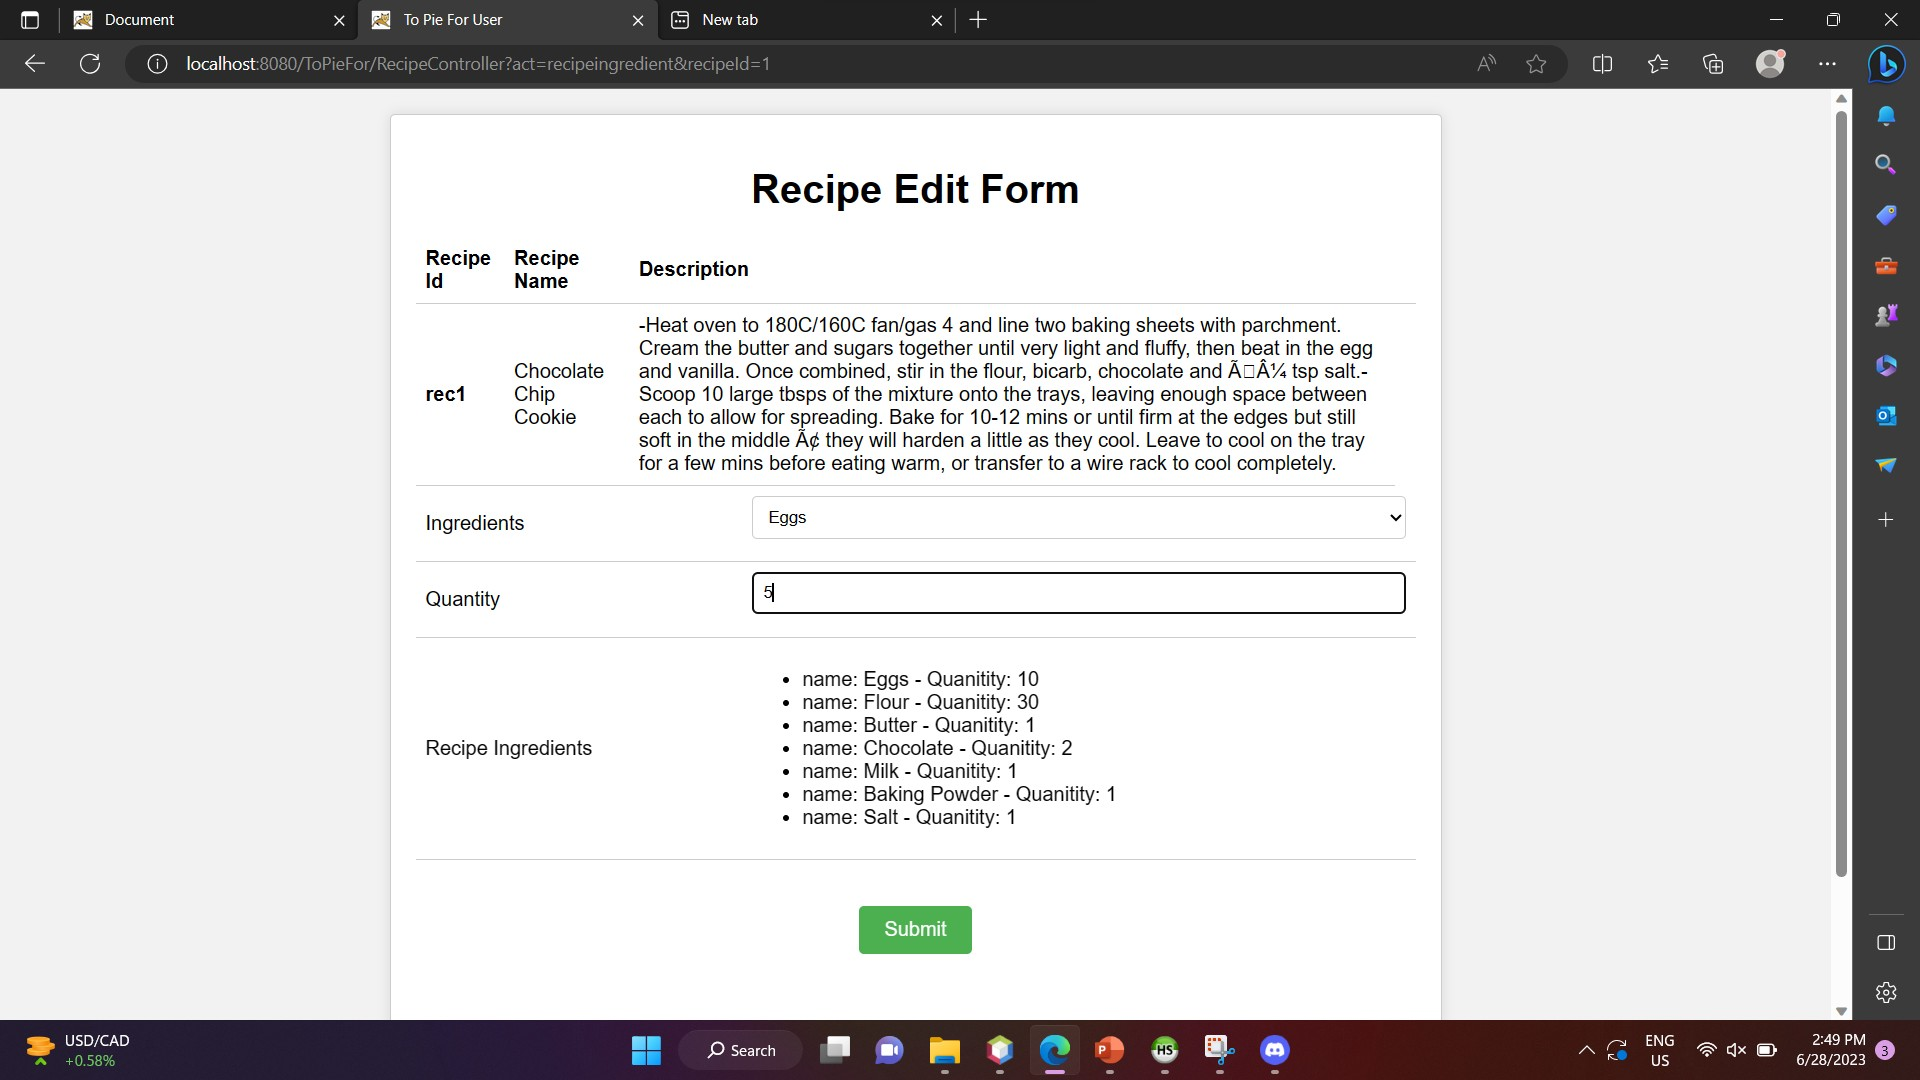 Document
To Pie For User
New tab
localhost:8080/ToPieFor/RecipeController?act=recipeingredient&recipeId=1
Recipe Edit Form
Recipe Id
Recipe Name
Description
rec1
Chocolate Chip Cookie
-Heat oven to 180C/160C fan/gas 4 and line two baking sheets with parchment.
Cream the butter and sugars together until very light and fluffy, then beat in the egg
and vanilla. Once combined, stir in the flour, bicarb, chocolate and Ã□Â¼ tsp salt.-
Scoop 10 large tbsps of the mixture onto the trays, leaving enough space between
each to allow for spreading. Bake for 10-12 mins or until firm at the edges but still
soft in the middle Ã¢ they will harden a little as they cool. Leave to cool on the tray
for a few mins before eating warm, or transfer to a wire rack to cool completely.
Ingredients
Eggs
Quantity
5
Recipe Ingredients
• name: Eggs - Quanitity: 10
• name: Flour - Quanitity: 30
• name: Butter - Quanitity: 1
• name: Chocolate - Quanitity: 2
• name: Milk - Quanitity: 1
• name: Baking Powder - Quanitity: 1
• name: Salt - Quanitity: 1
Submit
USD/CAD
+0.58%
Search
HS
ENG
US
2:49 PM
6/28/2023
3